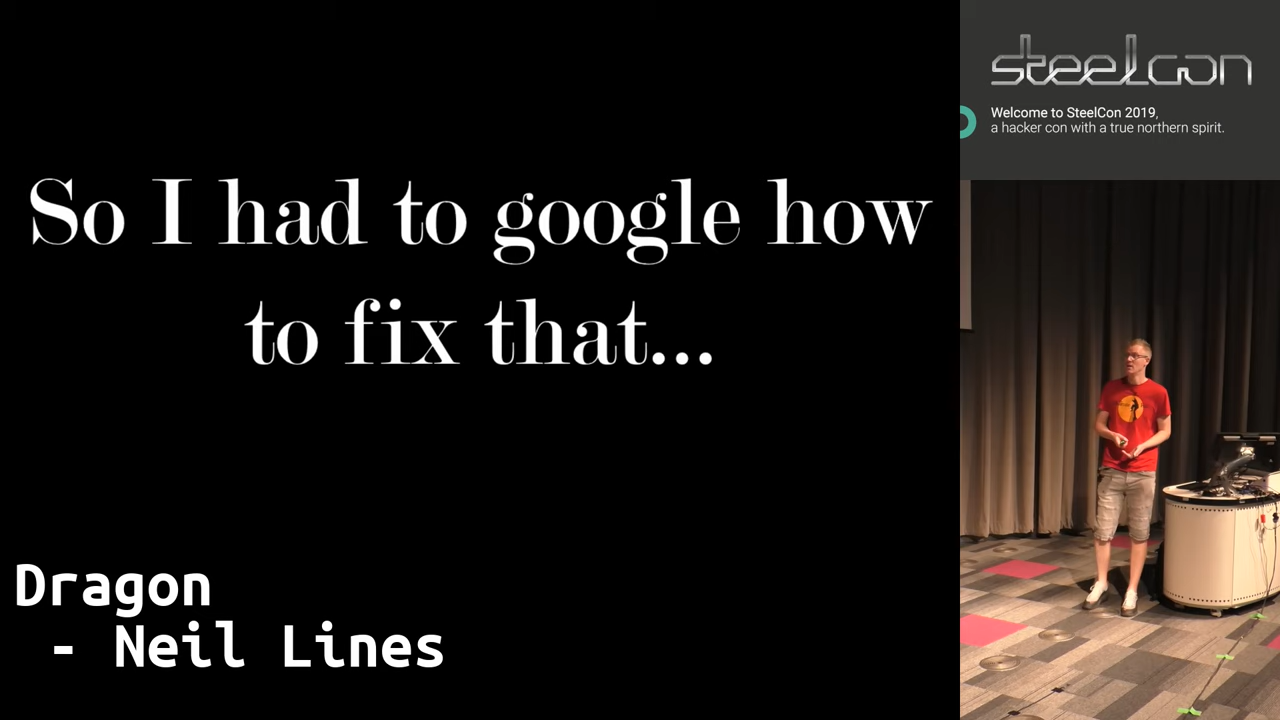 So I had to google how
to fix that...
Dragon
- Neil Lines
steelcon
Welcome to SteelCon 2019,
a hacker con with a true northern spirit.